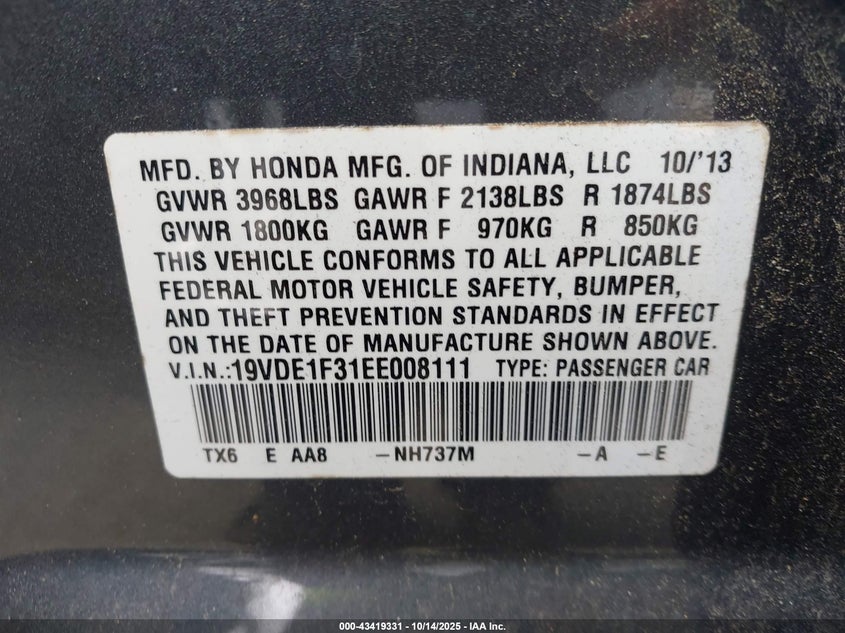 MFD. BY HONDA MFG. OF INDIANA, LLC 10/'13
GVWR 3968LBS GAWR F 2138LBS R 1874LBS
GVWR 1800KG GAWR F 970KG R 850KG
THIS VEHICLE CONFORMS TO ALL APPLICABLE
FEDERAL MOTOR VEHICLE SAFETY, BUMPER,
AND THEFT PREVENTION STANDARDS IN EFFECT
ON THE DATE OF MANUFACTURE SHOWN ABOVE.
V.I.N.:19VDE1F31EE008111 TYPE: PASSENGER CAR
TX6 E AA8 -NH737M -A -E
000-43419331 | 10/14/2025 - IAA Inc.